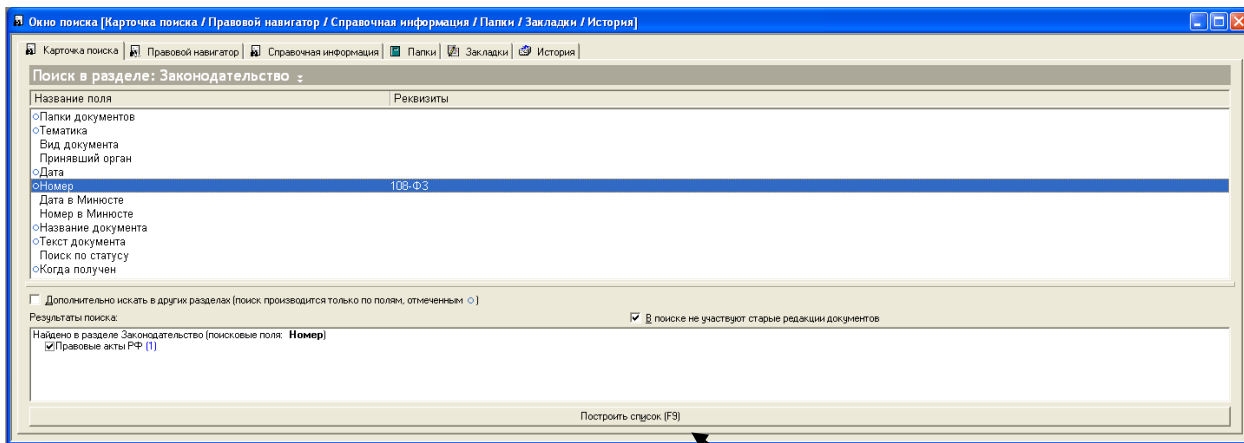 Окно поиска [Карточка поиска / Правовой навигатор / Справочная информация / Папки / Закладки / История]
Карточка поиска Правовой навигатор Справочная информация Папки Закладки История
Поиск в разделе: Законодательство
Название поля Реквизиты
Папки документов
Тематика
Вид документа
Принявший орган
Дата
Номер 108-ФЗ
Дата в Минюсте
Номер в Минюсте
Название документа
Текст документа
Поиск по статусу
Когда получен
Дополнительно искать в других разделах (поиск производится только по полям, отмеченным ○)
Результаты поиска: В поиске не участвуют старые редакции документов
Найдено в разделе Законодательство (поисковые поля: Номер)
Правовые акты РФ (1)
Построить список (F9)